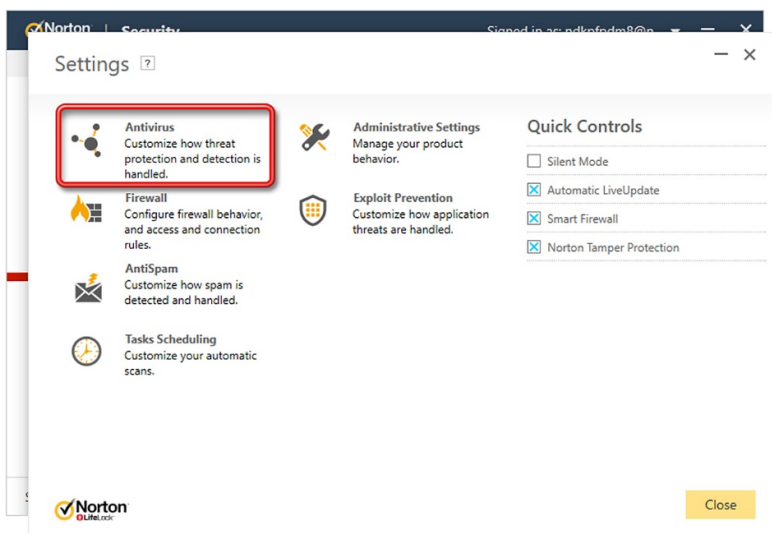 Norton | Security
Settings ?
Antivirus
Customize how threat
protection and detection is
handled.
Firewall
Configure firewall behavior,
and access and connection
rules.
AntiSpam
Customize how spam is
detected and handled.
Tasks Scheduling
Customize your automatic
scans.
Administrative Settings
Manage your product
behavior.
Exploit Prevention
Customize how application
threats are handled.
Quick Controls
Silent Mode
Automatic LiveUpdate
Smart Firewall
Norton Tamper Protection
Norton
LifeLock
Close